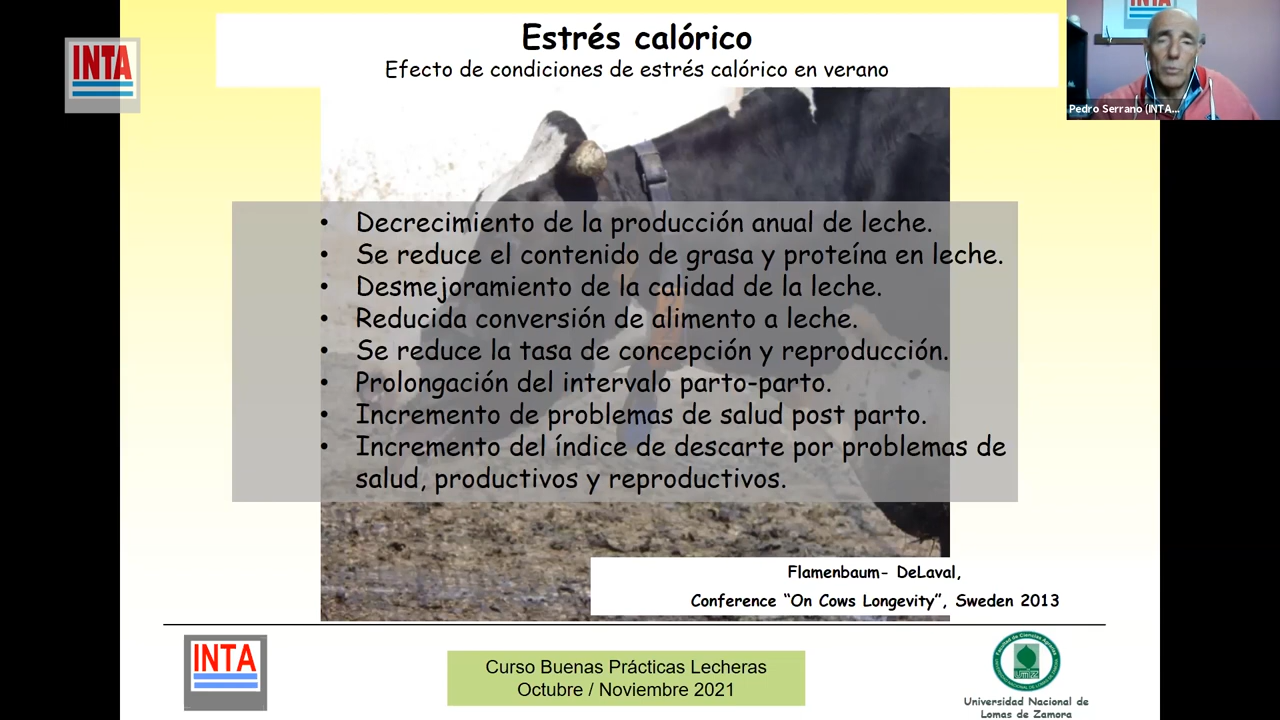 Estrés calórico
Efecto de condiciones de estrés calórico en verano
INTA
INTA
Pedro Serrano (INTA...
• Decrecimiento de la producción anual de leche.
• Se reduce el contenido de grasa y proteína en leche.
• Desmejoramiento de la calidad de la leche.
• Reducida conversión de alimento a leche.
• Se reduce la tasa de concepción y reproducción.
• Prolongación del intervalo parto-parto.
• Incremento de problemas de salud post parto.
• Incremento del índice de descarte por problemas de
salud, productivos y reproductivos.
Flamenbaum- DeLaval,
Conference “On Cows Longevity”, Sweden 2013
INTA
Curso Buenas Prácticas Lecheras
Octubre / Noviembre 2021
Universidad Nacional de
Lomas de Zamora